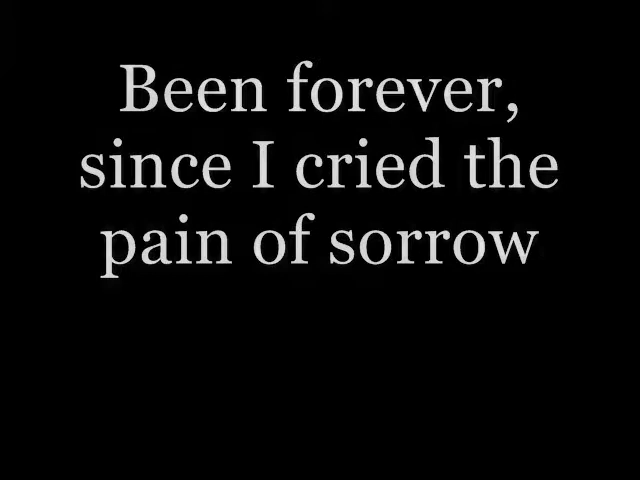 Been forever,
since I cried the
pain of sorrow